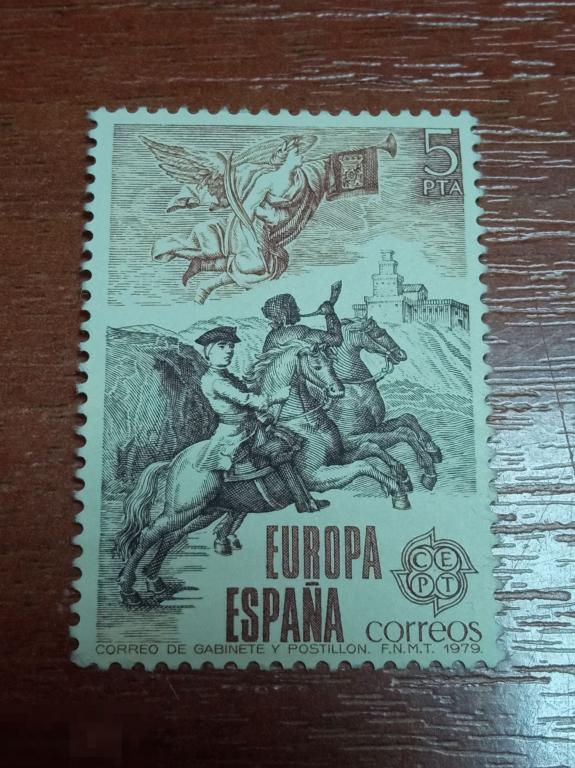 5
PTA
EUROPA
ESPAÑA
CEPT
correos
CORREO DE GABINETE Y POSTILLON. F.N.M.T. 1979.